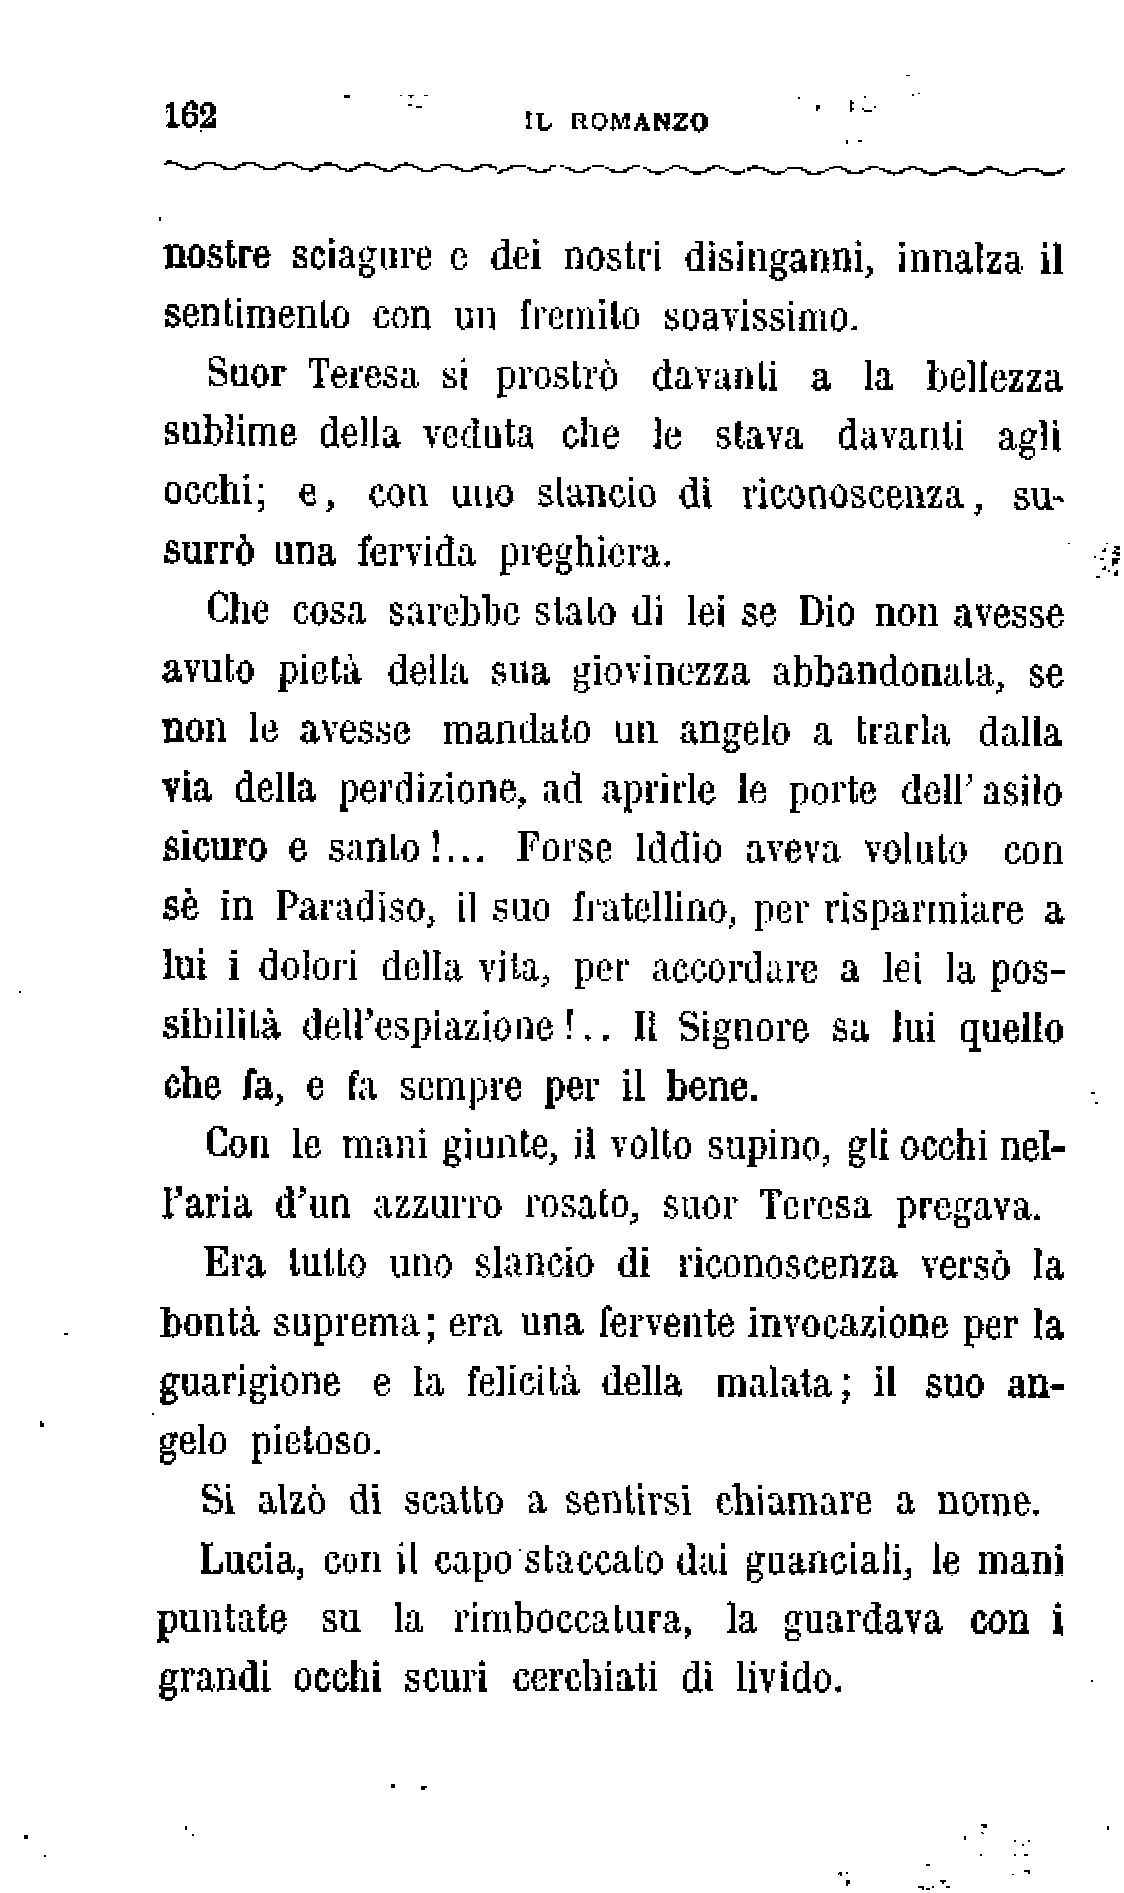 162 IL ROMANZO
nostre sciagure e dei nostri disinganni, innalza il
sentimento con un fremito soavissimo.
Suor Teresa si prostrò davanti a la bellezza
sublime della veduta che le stava davanti agli
occhi; e, con uno slancio di riconoscenza, su-
surrò una fervida preghiera.
Che cosa sarebbe stato di lei se Dio non avesse
avuto pietà della sua giovinezza abbandonata, se
non le avesse mandato un angelo a trarla dalla
via della perdizione, ad aprirle le porte dell'asilo
sicuro e santo!... Forse Iddio aveva voluto con
sè in Paradiso, il suo fratellino, per risparmiare a
lui i dolori della vita, per accordare a lei la pos-
sibilità dell'espiazione!.. Il Signore sa lui quello
che fa, e fa sempre per il bene.
Con le mani giunte, il volto supino, gli occhi nel-
l'aria d'un azzurro rosato, suor Teresa pregava.
Era tutto uno slancio di riconoscenza versò la
bontà suprema; era una fervente invocazione per la
guarigione e la felicità della malata; il suo an-
gelo pietoso.
Si alzò di scatto a sentirsi chiamare a nome.
Lucia, con il capo staccato dai guanciali, le mani
puntate su la rimboccatura, la guardava con i
grandi occhi scuri cerchiati di livido.